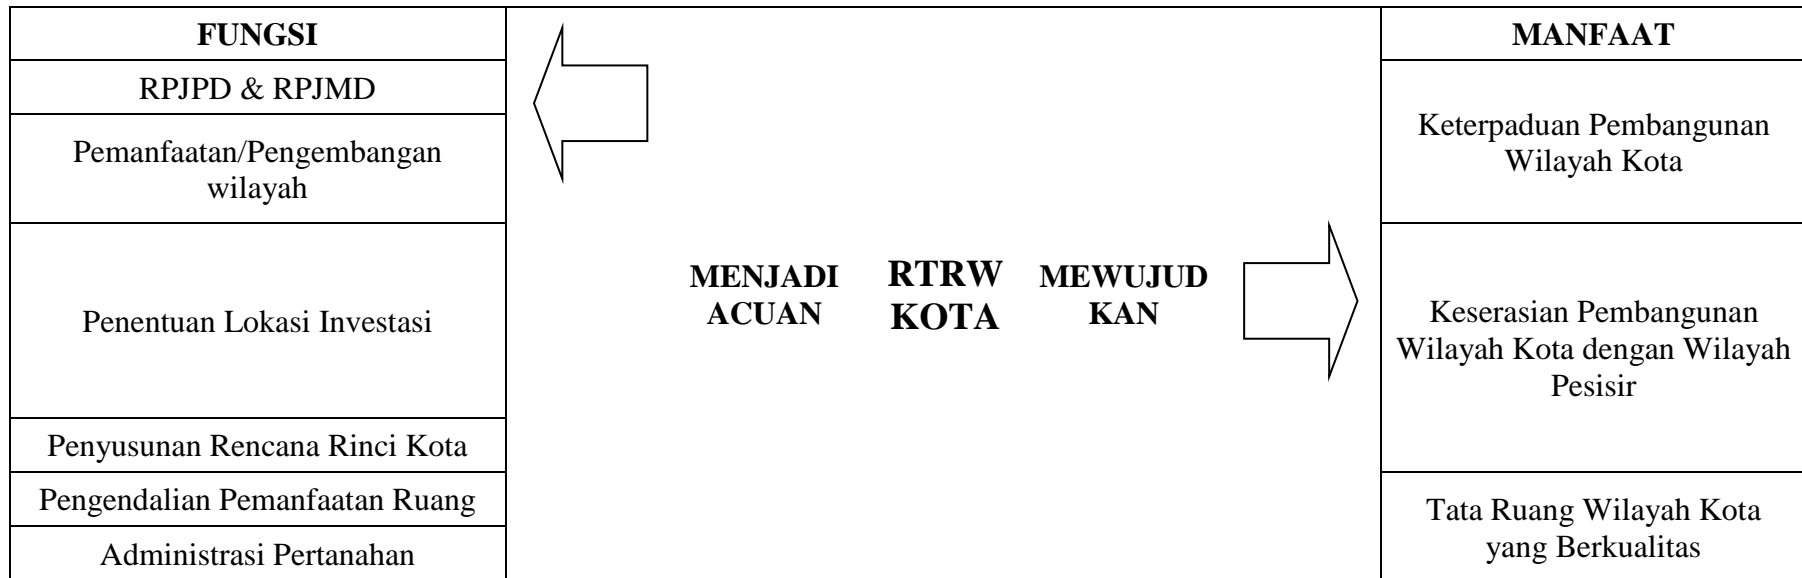 FUNGSI
RPJPD & RPJMD
Pemanfaatan/Pengembangan
wilayah
Penentuan Lokasi Investasi
Penyusunan Rencana Rinci Kota
Pengendalian Pemanfaatan Ruang
Administrasi Pertanahan
MENJADI
ACUAN
RTRW
KOTA
MEWUJUD
KAN
MANFAAT
Keterpaduan Pembangunan
Wilayah Kota
Keserasian Pembangunan
Wilayah Kota dengan Wilayah
Pesisir
Tata Ruang Wilayah Kota
yang Berkualitas